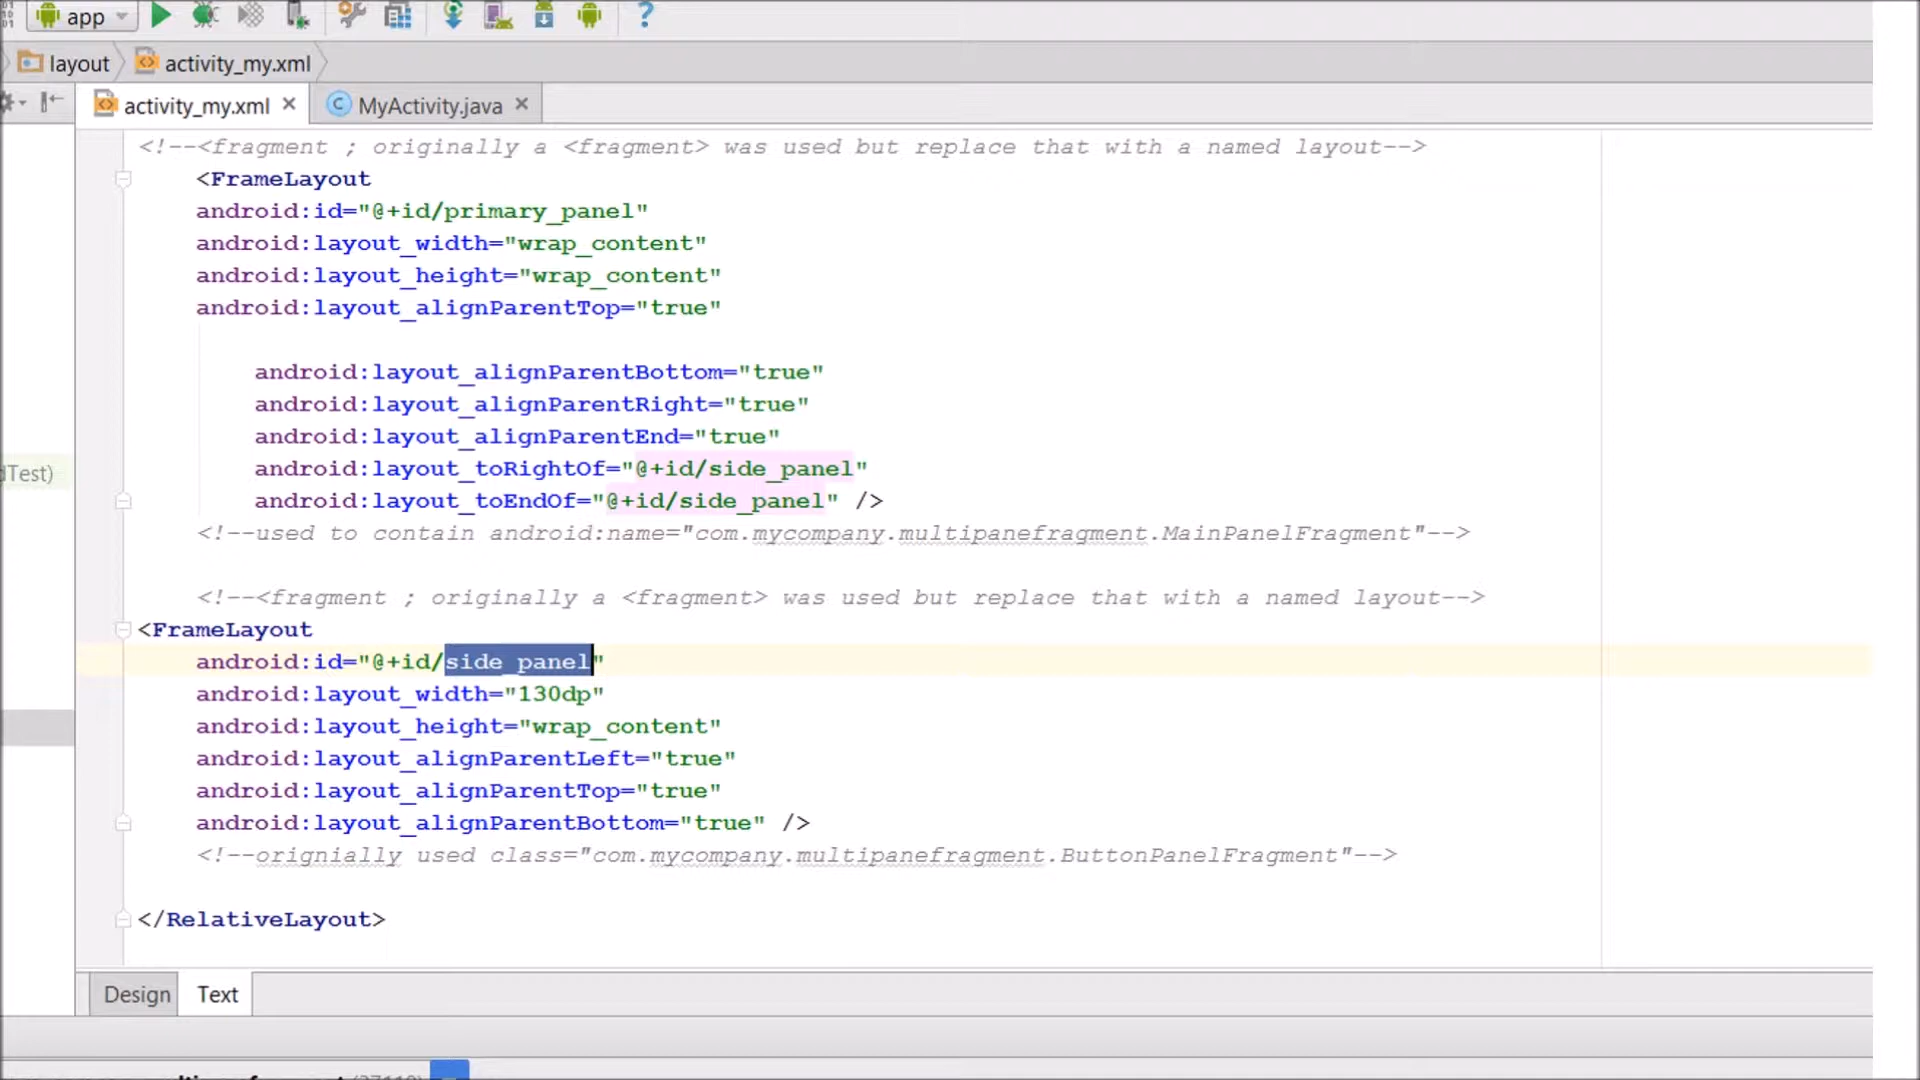 app
layout
activity_my.xml
activity_my.xml
MyActivity.java
<!--<fragment ; originally a <fragment> was used but replace that with a named layout-->
<FrameLayout
android:id="@+id/primary_panel"
android:layout_width="wrap_content"
android:layout_height="wrap_content"
android:layout_alignParentTop="true"
android:layout_alignParentBottom="true"
android:layout_alignParentRight="true"
android:layout_alignParentEnd="true"
android:layout_toRightOf="@+id/side_panel"
dTest)
android:layout_toEndOf="@+id/side_panel" />
<!--used to contain android:name="com.mycompany.multipanefragment.MainPanelFragment"-->
<!--<fragment ; originally a <fragment> was used but replace that with a named layout-->
<FrameLayout
android:id="@+id/side_panel"
android:layout_width="130dp"
android:layout_height="wrap_content"
android:layout_alignParentLeft="true"
android:layout_alignParentTop="true"
android:layout_alignParentBottom="true" />
<!--orignially used class="com.mycompany.multipanefragment.ButtonPanelFragment"-->
</RelativeLayout>
Design
Text